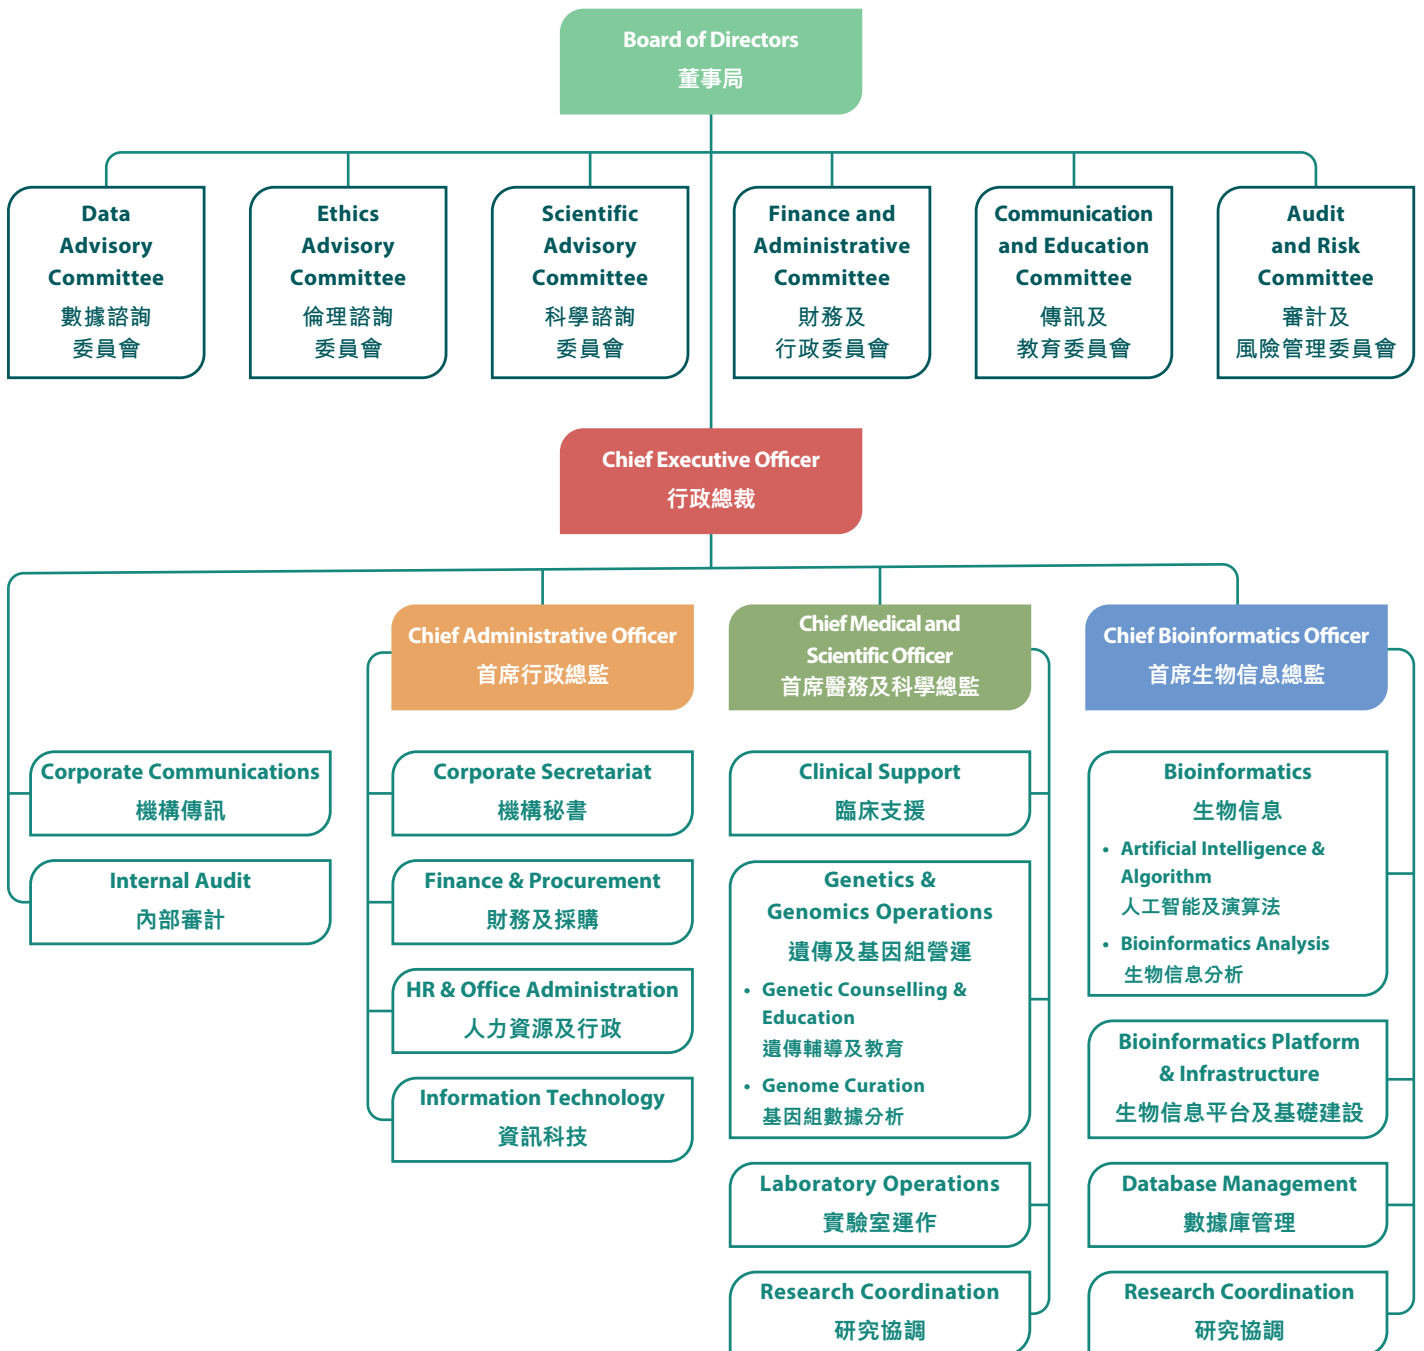 Board of Directors
董事局
Data
Advisory
Committee
數據諮詢
委員會
Ethics
Advisory
Committee
倫理諮詢
委員會
Scientific
Advisory
Committee
科學諮詢
委員會
Finance and
Administrative
Committee
財務及
行政委員會
Communication
and Education
Committee
傳訊及
教育委員會
Audit
and Risk
Committee
審計及
風險管理委員會
Chief Executive Officer
行政總裁
Corporate Communications
機構傳訊
Internal Audit
內部審計
Chief Administrative Officer
首席行政總監
Corporate Secretariat
機構秘書
Finance & Procurement
財務及採購
HR & Office Administration
人力資源及行政
Information Technology
資訊科技
Chief Medical and
Scientific Officer
首席醫務及科學總監
Clinical Support
臨床支援
Genetics &
Genomics Operations
遺傳及基因組營運
• Genetic Counselling &
Education
遺傳輔導及教育
• Genome Curation
基因組數據分析
Laboratory Operations
實驗室運作
Research Coordination
研究協調
Chief Bioinformatics Officer
首席生物信息總監
Bioinformatics
生物信息
• Artificial Intelligence &
Algorithm
人工智能及演算法
• Bioinformatics Analysis
生物信息分析
Bioinformatics Platform
& Infrastructure
生物信息平台及基礎建設
Database Management
數據庫管理
Research Coordination
研究協調